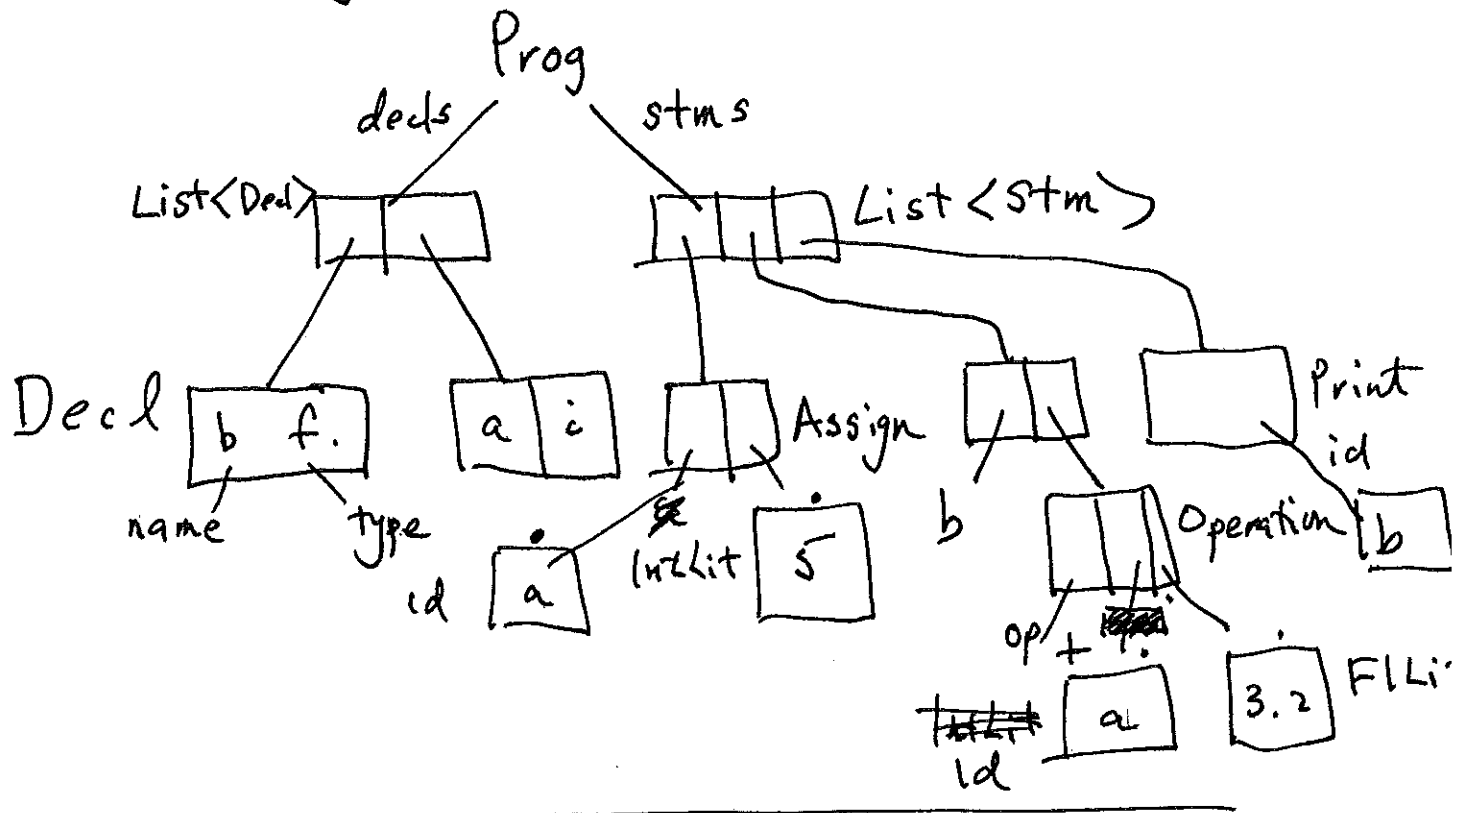 Prog
decls stms
List<Decl> List<Stm>
Decl b f. a i Assign Print
name type id
id a IntLit 5 b Operation b
op +
id a 3.2 FlLi